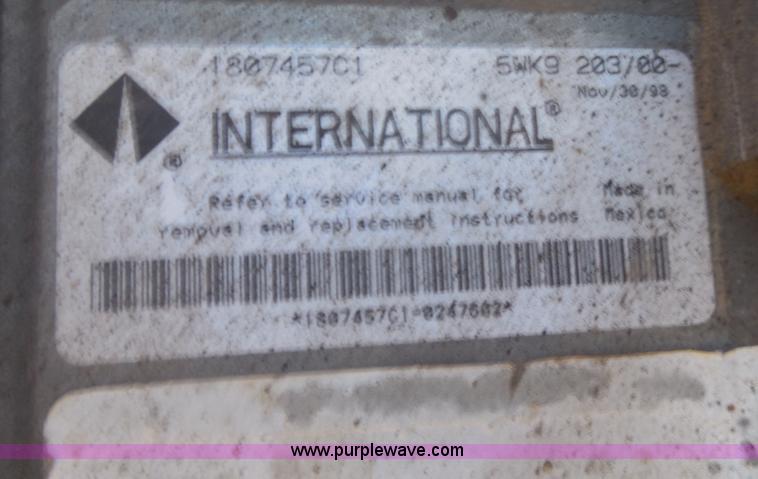 1807457C1 5WK9 203/00-
Nov/30/98
INTERNATIONAL®
®
Refer to service manual for Made in
removal and replacement instructions Mexico
*1807457C1-0247602*
www.purplewave.com